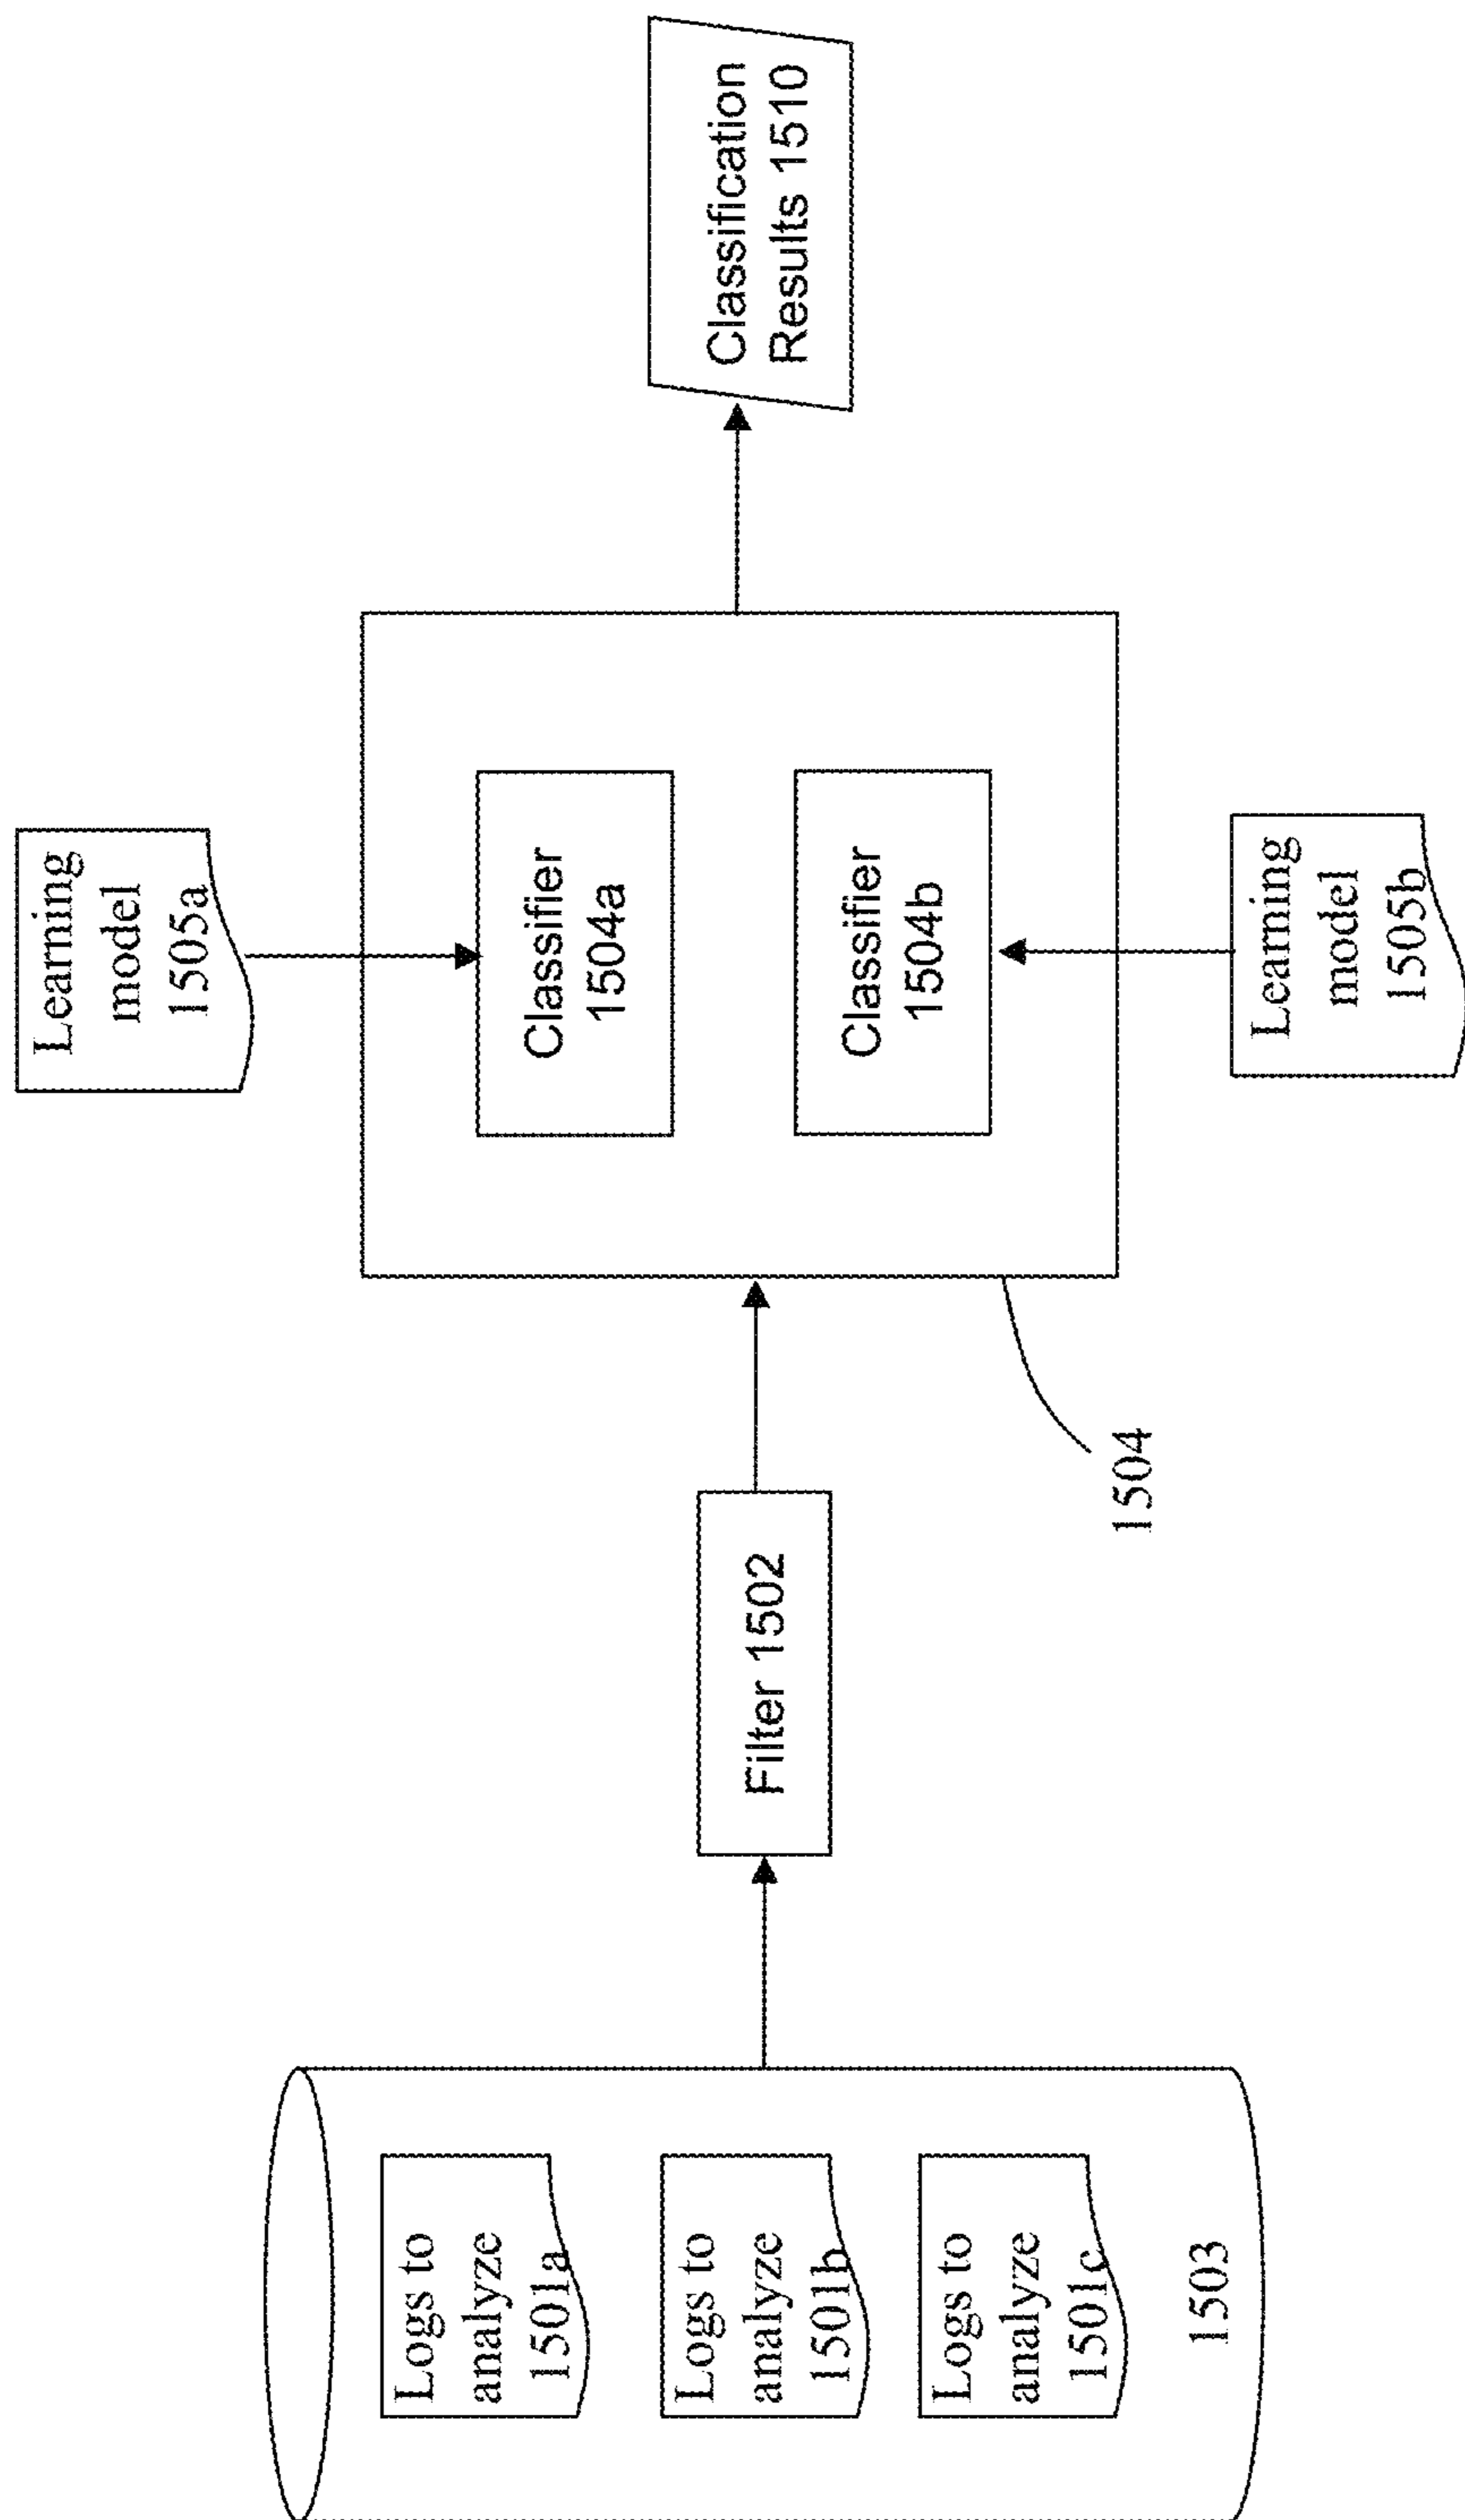 Logs to
analyze
1501a
Logs to
analyze
1501b
Logs to
analyze
1501c
1503
Filter 1502
1504
Learning
model
1505a
Classifier
1504a
Classifier
1504b
Learning
model
1505b
Classification
Results 1510